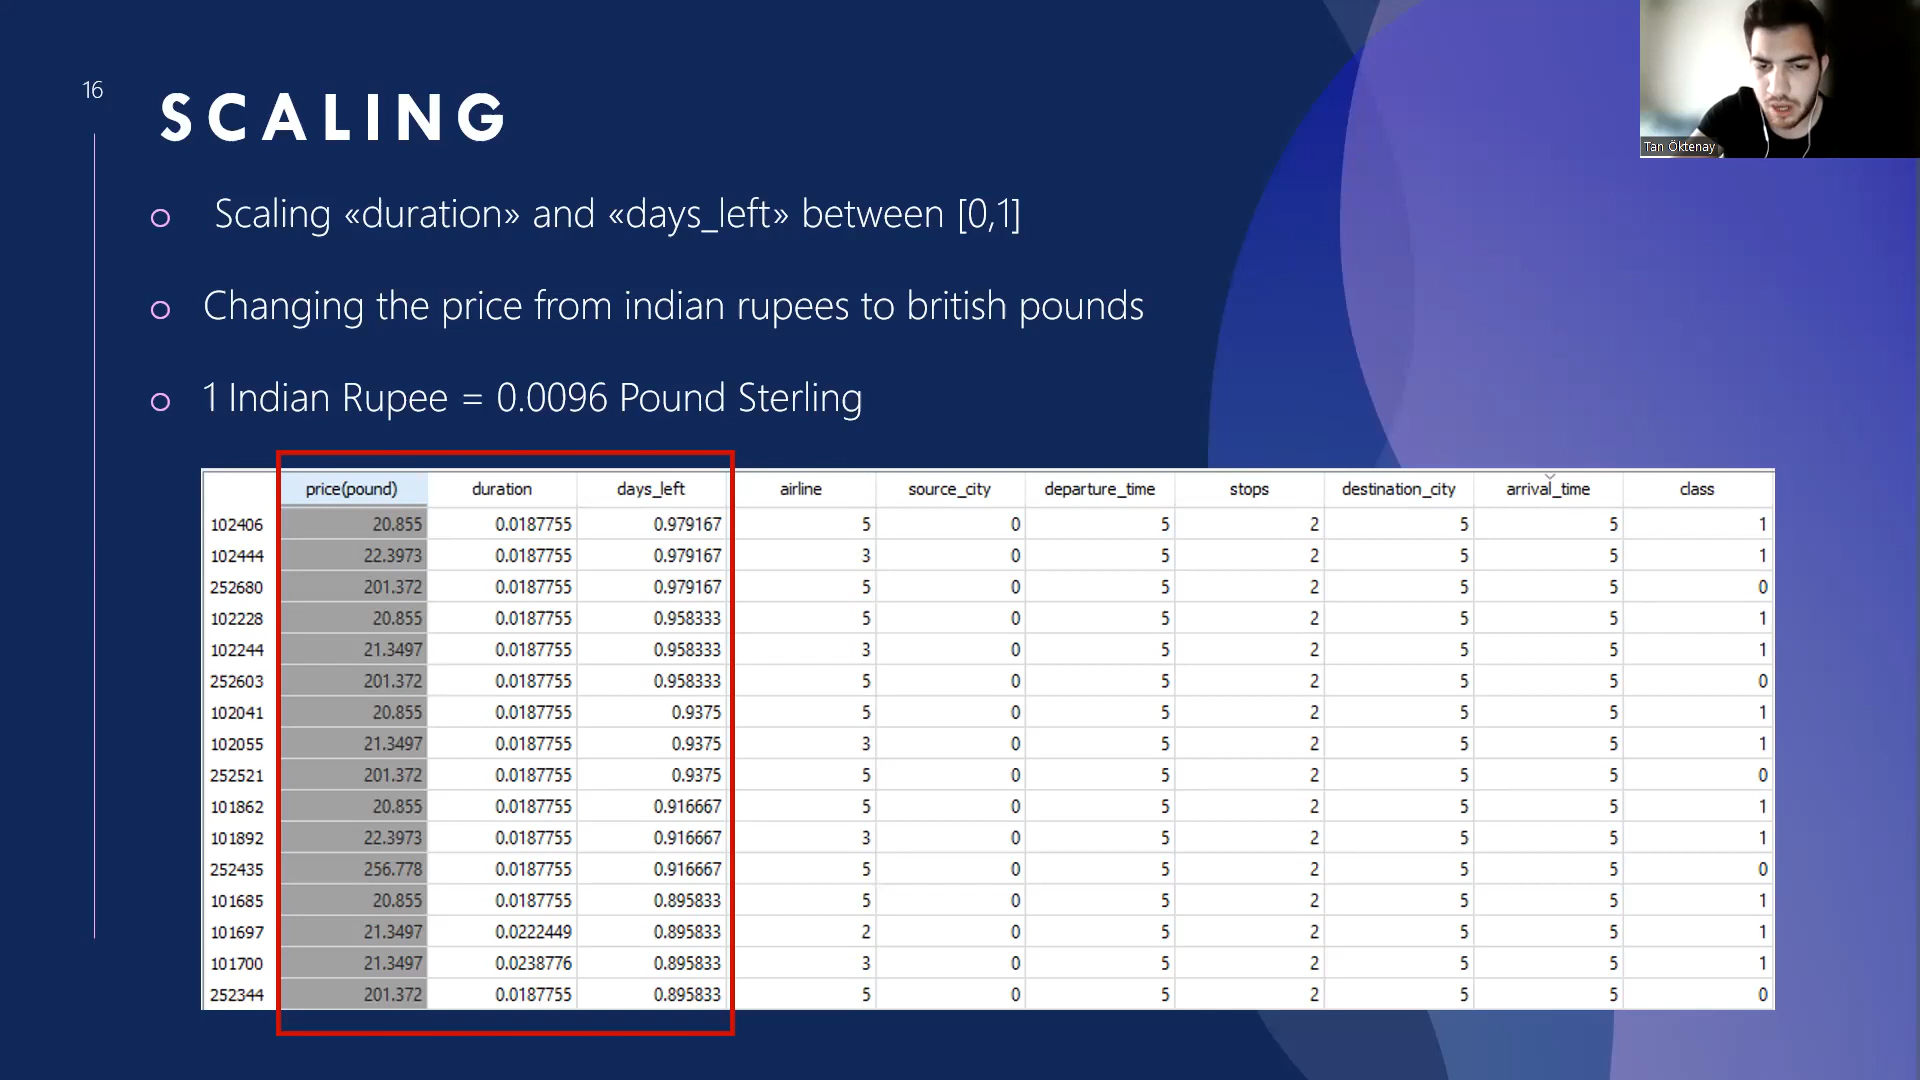 16
SCALING
Scaling «duration» and «days_left» between [0,1]
Changing the price from indian rupees to british pounds
1 Indian Rupee = 0.0096 Pound Sterling
price(pound) duration days_left airline source_city departure_time stops destination_city arrival_time class
102406 20.855 0.0187755 0.979167 5 0 5 2 5 5 1
102444 22.3973 0.0187755 0.979167 3 0 5 2 5 5 1
252680 201.372 0.0187755 0.979167 5 0 5 2 5 5 0
102228 20.855 0.0187755 0.958333 5 0 5 2 5 5 1
102244 21.3497 0.0187755 0.958333 3 0 5 2 5 5 1
252603 201.372 0.0187755 0.958333 5 0 5 2 5 5 0
102041 20.855 0.0187755 0.9375 5 0 5 2 5 5 1
102055 21.3497 0.0187755 0.9375 3 0 5 2 5 5 1
252521 201.372 0.0187755 0.9375 5 0 5 2 5 5 0
101862 20.855 0.0187755 0.916667 5 0 5 2 5 5 1
101892 22.3973 0.0187755 0.916667 3 0 5 2 5 5 1
252435 256.778 0.0187755 0.916667 5 0 5 2 5 5 0
101685 20.855 0.0187755 0.895833 5 0 5 2 5 5 1
101697 21.3497 0.0222449 0.895833 2 0 5 2 5 5 1
101700 21.3497 0.0238776 0.895833 3 0 5 2 5 5 1
252344 201.372 0.0187755 0.895833 5 0 5 2 5 5 0
Tan Öktenay